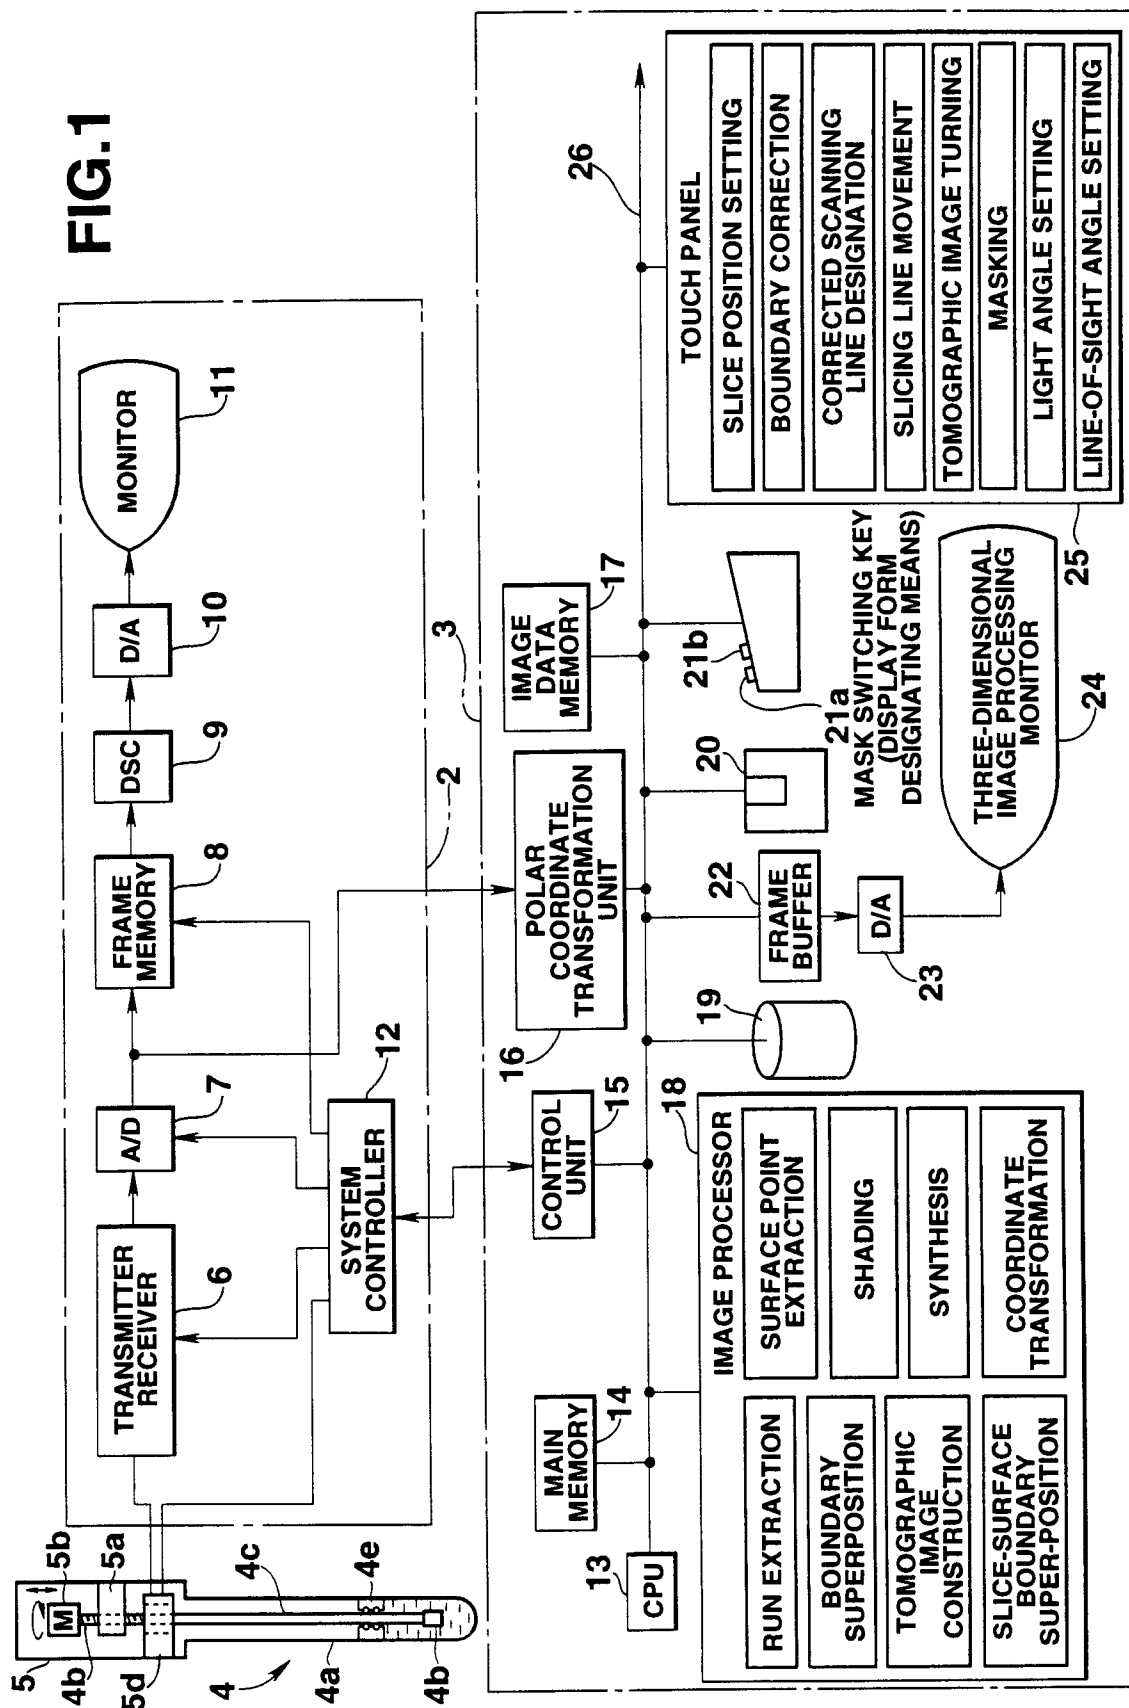 FIG.1
5
5b
5a
M
4b
5d
4
4a
4c
4e
4b
TRANSMITTER
RECEIVER
6
A/D
7
FRAME
MEMORY
8
DSC
9
D/A
10
MONITOR
11
SYSTEM
CONTROLLER
12
2
3
13
CPU
MAIN
MEMORY
14
CONTROL
UNIT
15
16
POLAR
COORDINATE
TRANSFORMATION
UNIT
IMAGE
DATA
MEMORY
17
26
18
IMAGE PROCESSOR
RUN EXTRACTION
BOUNDARY
SUPERPOSITION
TOMOGRAPHIC
IMAGE
CONSTRUCTION
SLICE-SURFACE
BOUNDARY
SUPER-POSITION
SURFACE POINT
EXTRACTION
SHADING
SYNTHESIS
COORDINATE
TRANSFORMATION
19
22
FRAME
BUFFER
D/A
23
20
21b
21a
MASK SWITCHING KEY
(DISPLAY FORM
DESIGNATING MEANS)
THREE-DIMENSIONAL
IMAGE PROCESSING
MONITOR
24
TOUCH PANEL
SLICE POSITION SETTING
BOUNDARY CORRECTION
CORRECTED SCANNING
LINE DESIGNATION
SLICING LINE MOVEMENT
TOMOGRAPHIC IMAGE TURNING
MASKING
LIGHT ANGLE SETTING
LINE-OF-SIGHT ANGLE SETTING
25